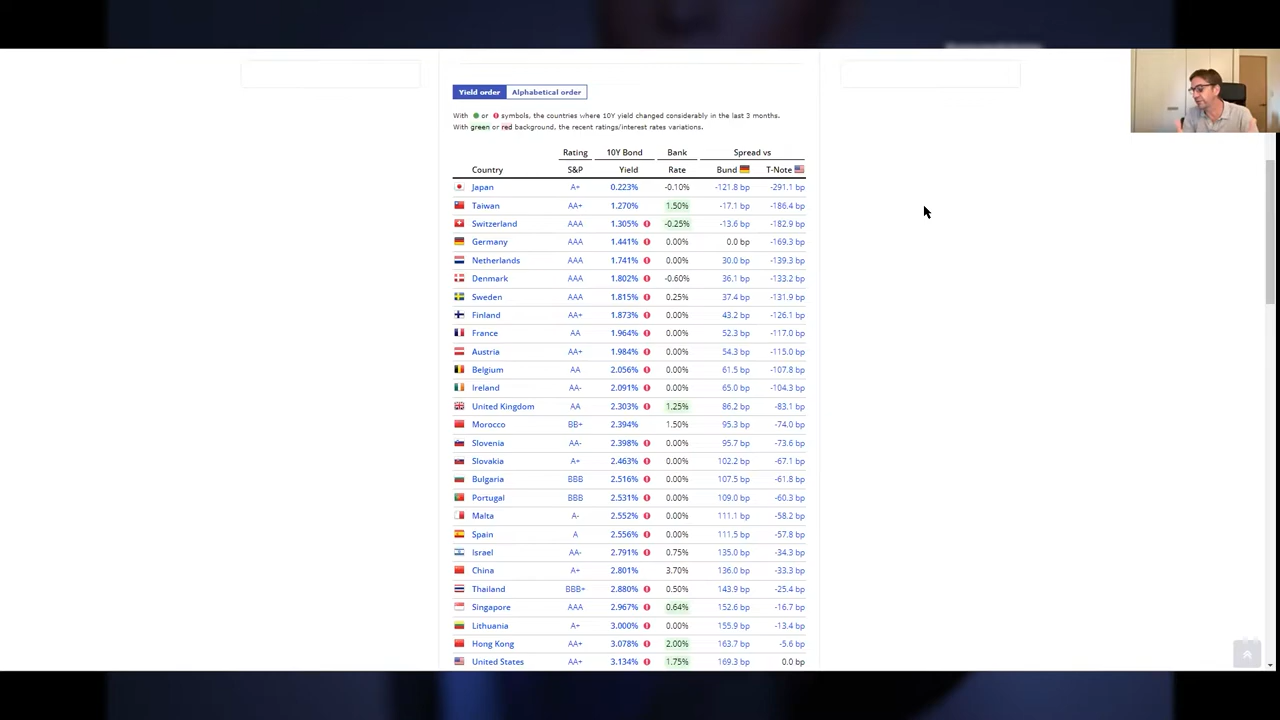 Yield order Alphabetical order
With or symbols, the countries where 10Y yield changed considerably in the last 3 months.
With green or red background, the recent ratings/interest rates variations.
Rating 10Y Bond Bank Spread vs
Country S&P Yield Rate Bund T-Note
Japan A+ 0.223% -0.10% -121.8 bp -291.1 bp
Taiwan AA+ 1.270% 1.50% -17.1 bp -186.4 bp
Switzerland AAA 1.305% -0.25% -13.6 bp -182.9 bp
Germany AAA 1.441% 0.00% 0.0 bp -169.3 bp
Netherlands AAA 1.741% 0.00% 30.0 bp -139.3 bp
Denmark AAA 1.802% -0.60% 36.1 bp -133.2 bp
Sweden AAA 1.815% 0.25% 37.4 bp -131.9 bp
Finland AA+ 1.873% 0.00% 43.2 bp -126.1 bp
France AA 1.964% 0.00% 52.3 bp -117.0 bp
Austria AA+ 1.984% 0.00% 54.3 bp -115.0 bp
Belgium AA 2.056% 0.00% 61.5 bp -107.8 bp
Ireland AA- 2.091% 0.00% 65.0 bp -104.3 bp
United Kingdom AA 2.303% 1.25% 86.2 bp -83.1 bp
Morocco BB+ 2.394% 1.50% 95.3 bp -74.0 bp
Slovenia AA- 2.398% 0.00% 95.7 bp -73.6 bp
Slovakia A+ 2.463% 0.00% 102.2 bp -67.1 bp
Bulgaria BBB 2.516% 0.00% 107.5 bp -61.8 bp
Portugal BBB 2.531% 0.00% 109.0 bp -60.3 bp
Malta A- 2.552% 0.00% 111.1 bp -58.2 bp
Spain A 2.556% 0.00% 111.5 bp -57.8 bp
Israel AA- 2.791% 0.75% 135.0 bp -34.3 bp
China A+ 2.801% 3.70% 136.0 bp -33.3 bp
Thailand BBB+ 2.880% 0.50% 143.9 bp -25.4 bp
Singapore AAA 2.967% 0.64% 152.6 bp -16.7 bp
Lithuania A+ 3.000% 0.00% 155.9 bp -13.4 bp
Hong Kong AA+ 3.078% 2.00% 163.7 bp -5.6 bp
United States AA+ 3.134% 1.75% 169.3 bp 0.0 bp